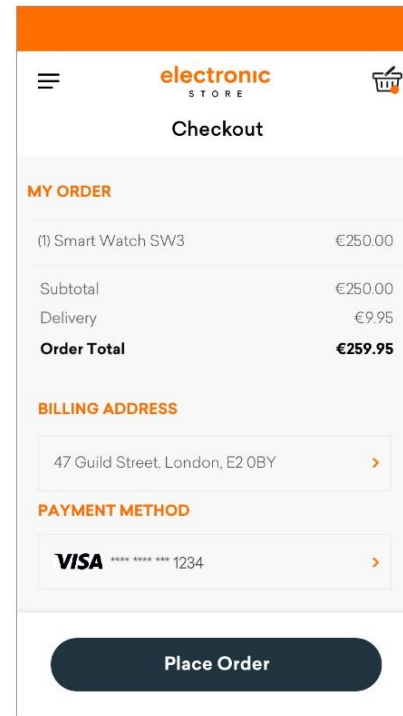 electronic
STORE
Checkout
MY ORDER
(1) Smart Watch SW3 €250.00
Subtotal €250.00
Delivery €9.95
Order Total €259.95
BILLING ADDRESS
47 Guild Street, London, E2 0BY
PAYMENT METHOD
VISA **** **** *** 1234
Place Order